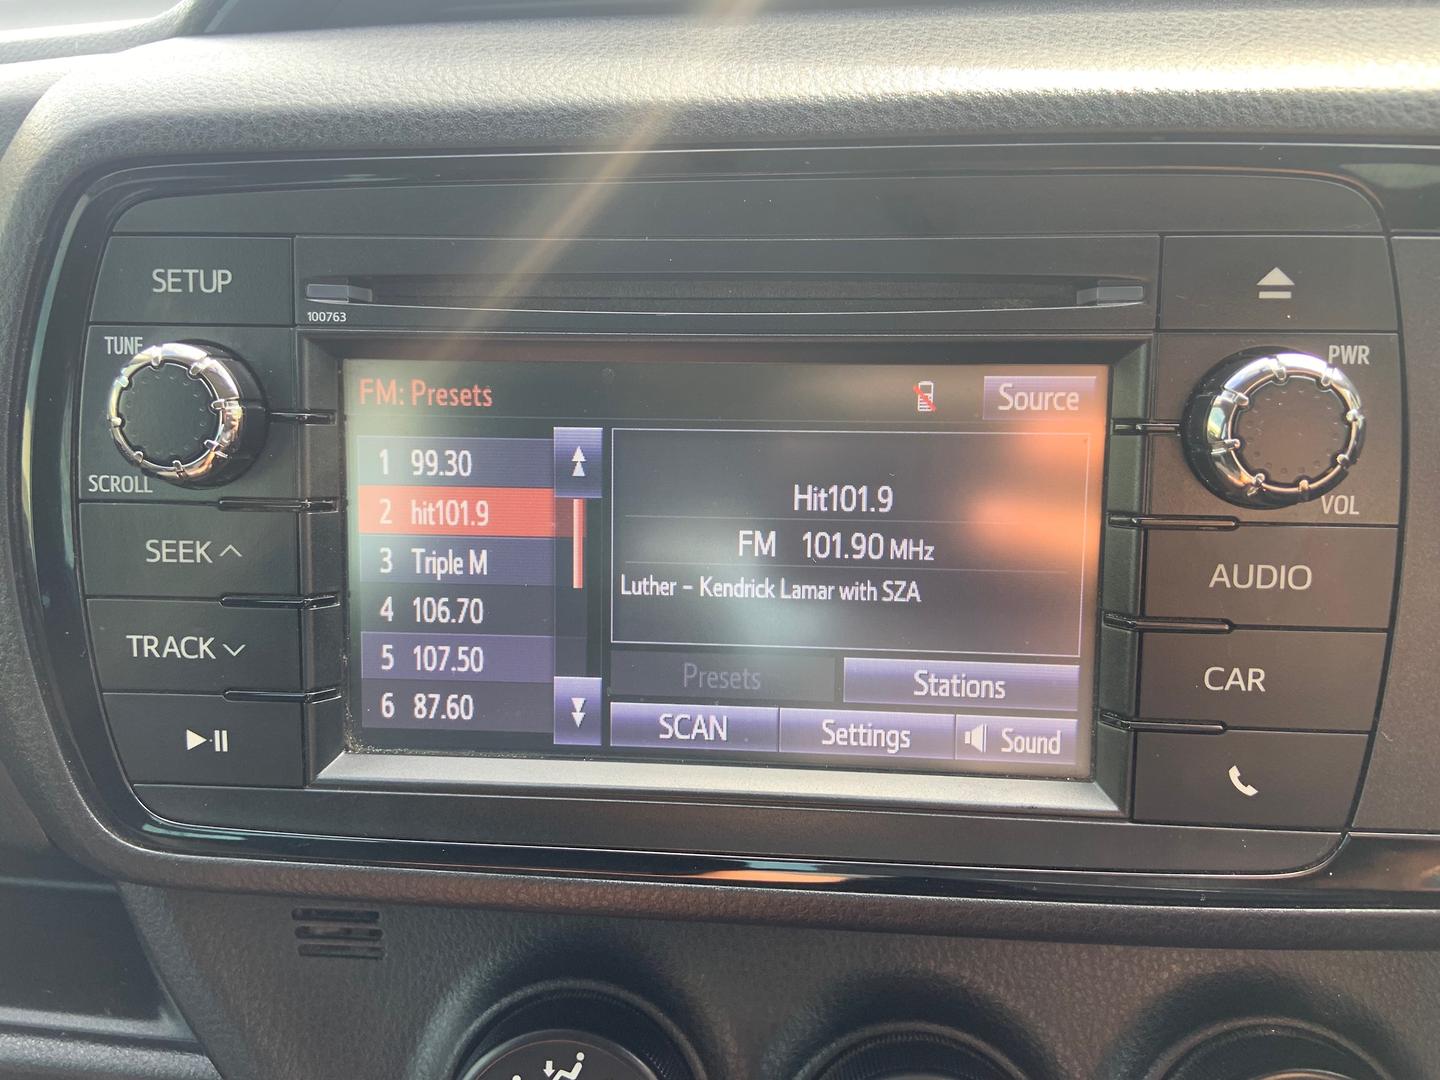 SETUP
100763
TUNE
SCROLL
SEEK
TRACK
FM: Presets
Source
1 99.30
2 hit101.9
3 Triple M
4 106.70
5 107.50
6 87.60
Hit101.9
FM 101.90 MHz
Luther - Kendrick Lamar with SZA
Presets
Stations
SCAN
Settings
Sound
PWR
VOL
AUDIO
CAR